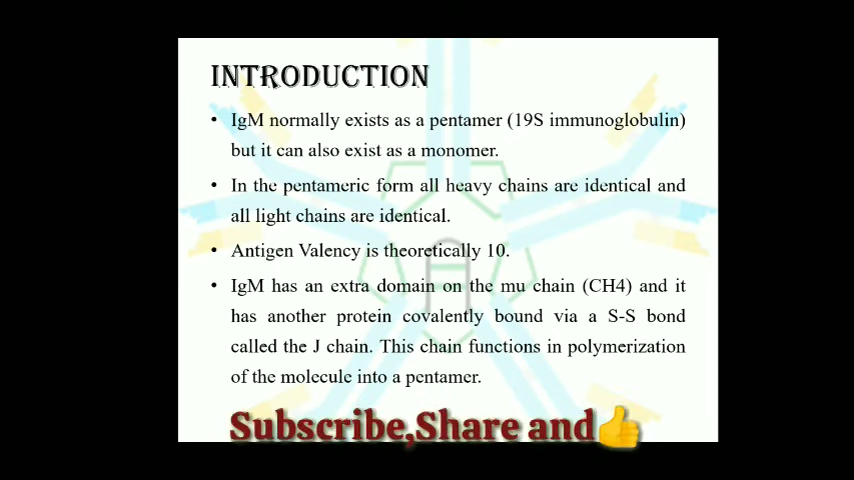 INTRODUCTION
• IgM normally exists as a pentamer (19S immunoglobulin)
but it can also exist as a monomer.
• In the pentameric form all heavy chains are identical and
all light chains are identical.
• Antigen Valency is theoretically 10.
• IgM has an extra domain on the mu chain (CH4) and it
has another protein covalently bound via a S-S bond
called the J chain. This chain functions in polymerization
of the molecule into a pentamer.
Subscribe,Share and👍